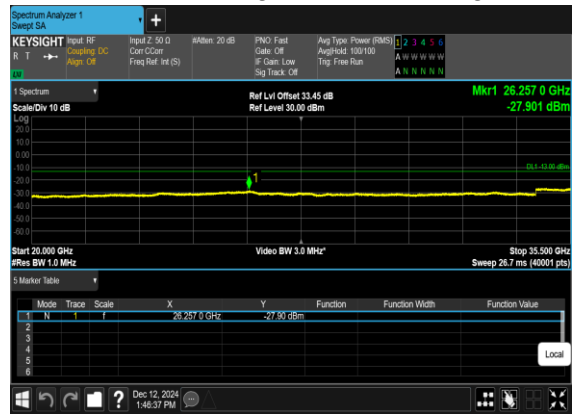 Spectrum Analyzer 1
Swept SA
+
KEYSIGHT Input: RF Input Z: 50 Ω #Atten: 20 dB PNO: Fast Avg Type: Power (RMS) 1 2 3 4 5 6
R T Coupling: DC Corr CCorr Gate: Off Avg|Hold: 100/100 A W W W W W
Align: Off Freq Ref: Int (S) IF Gain: Low Trig: Free Run
Sig Track: Off A N N N N N
LW
1 Spectrum Ref Lvl Offset 33.45 dB Mkr1 26.257 0 GHz
Scale/Div 10 dB Ref Level 30.00 dBm -27.901 dBm
Log
20.0
10.0
0.00
-10.0 DL1 -13.00 dBm
-20.0 1
-30.0
-40.0
-50.0
-60.0
Start 20.000 GHz Video BW 3.0 MHz* Stop 35.500 GHz
#Res BW 1.0 MHz Sweep 26.7 ms (40001 pts)
5 Marker Table
Mode Trace Scale X Y Function Function Width Function Value
1 N 1 f 26.257 0 GHz -27.90 dBm
2
3
4
5
6
Local
? Dec 12, 2024
1:46:37 PM